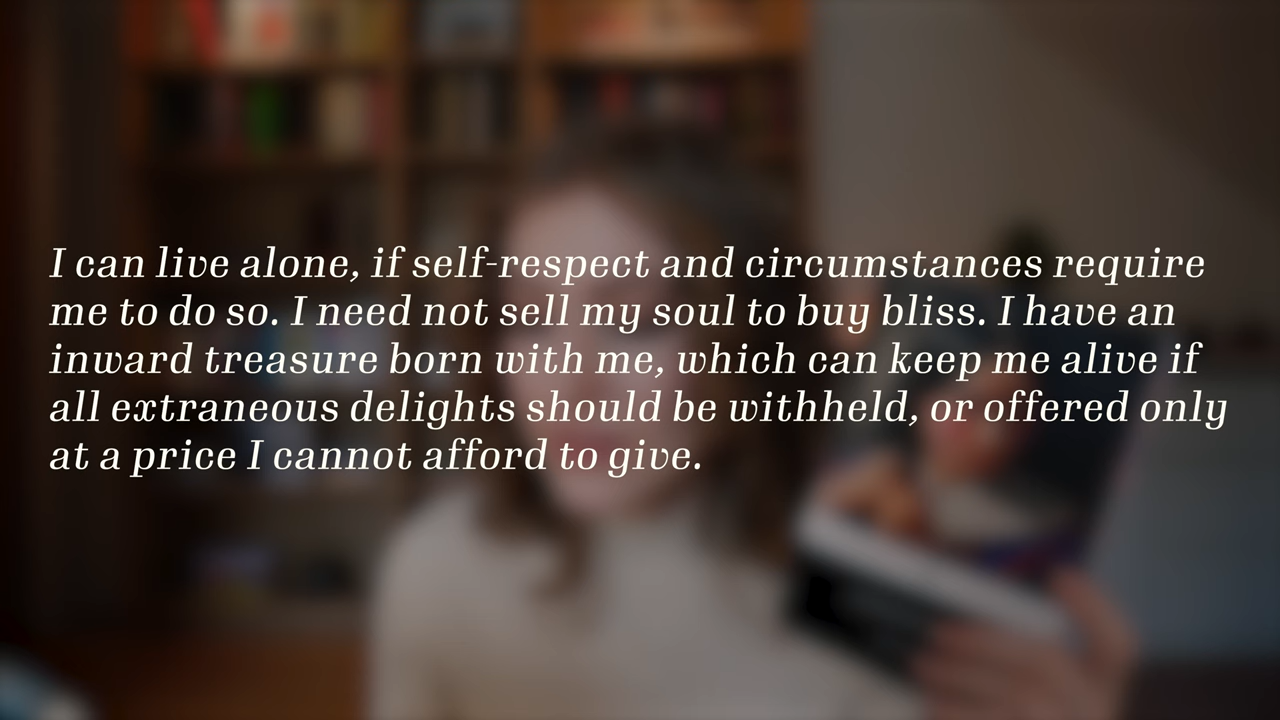 I can live alone, if self-respect and circumstances require
me to do so. I need not sell my soul to buy bliss. I have an
inward treasure born with me, which can keep me alive if
all extraneous delights should be withheld, or offered only
at a price I cannot afford to give.